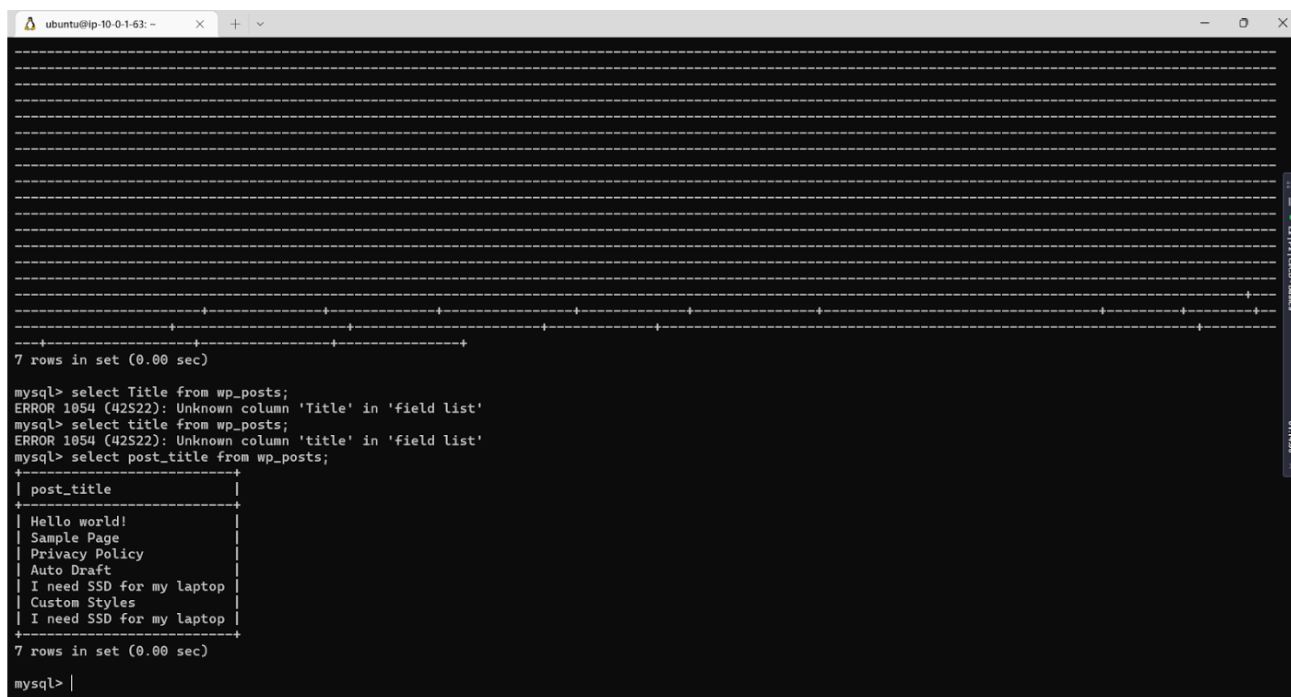 ubuntu@ip-10-0-1-63: ~
7 rows in set (0.00 sec)
mysql> select Title from wp_posts;
ERROR 1054 (42S22): Unknown column 'Title' in 'field list'
mysql> select title from wp_posts;
ERROR 1054 (42S22): Unknown column 'title' in 'field list'
mysql> select post_title from wp_posts;
+--------------------------+
| post_title |
+--------------------------+
| Hello world! |
| Sample Page |
| Privacy Policy |
| Auto Draft |
| I need SSD for my laptop |
| Custom Styles |
| I need SSD for my laptop |
+--------------------------+
7 rows in set (0.00 sec)
mysql>